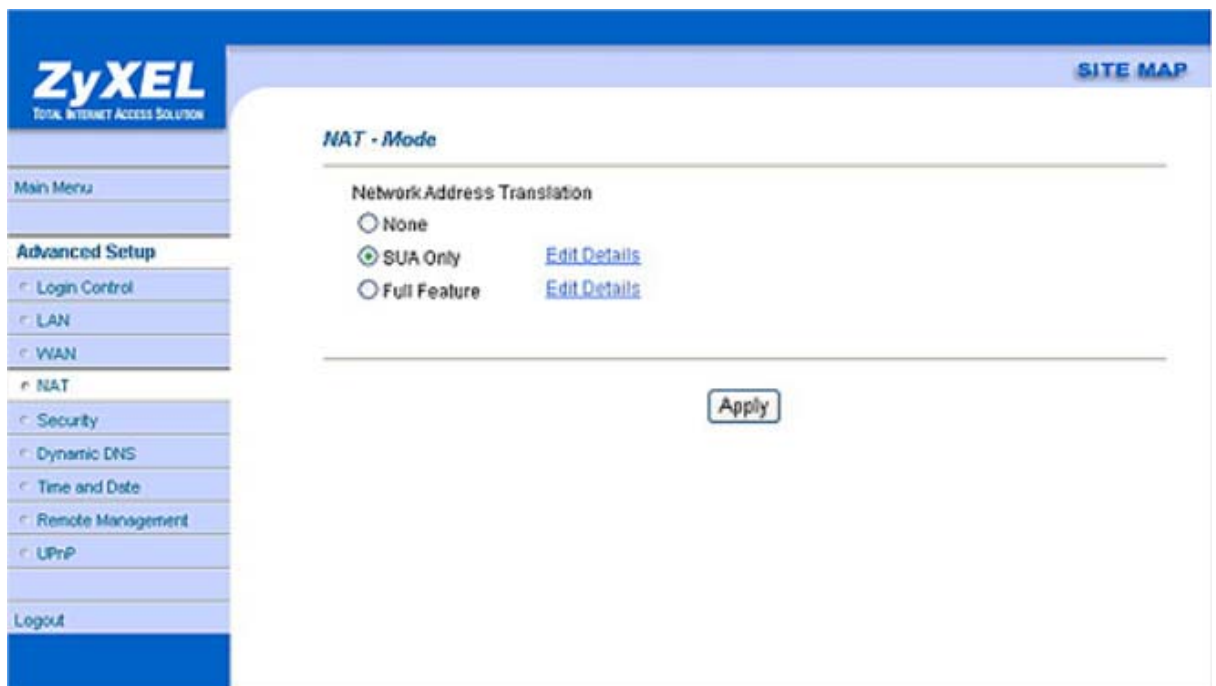 ZyXEL
TOTAL INTERNET ACCESS SOLUTION
SITE MAP
Main Menu
Advanced Setup
Login Control
LAN
WAN
NAT
Security
Dynamic DNS
Time and Date
Remote Management
UPnP
Logout
NAT - Mode
Network Address Translation
None
SUA Only Edit Details
Full Feature Edit Details
Apply